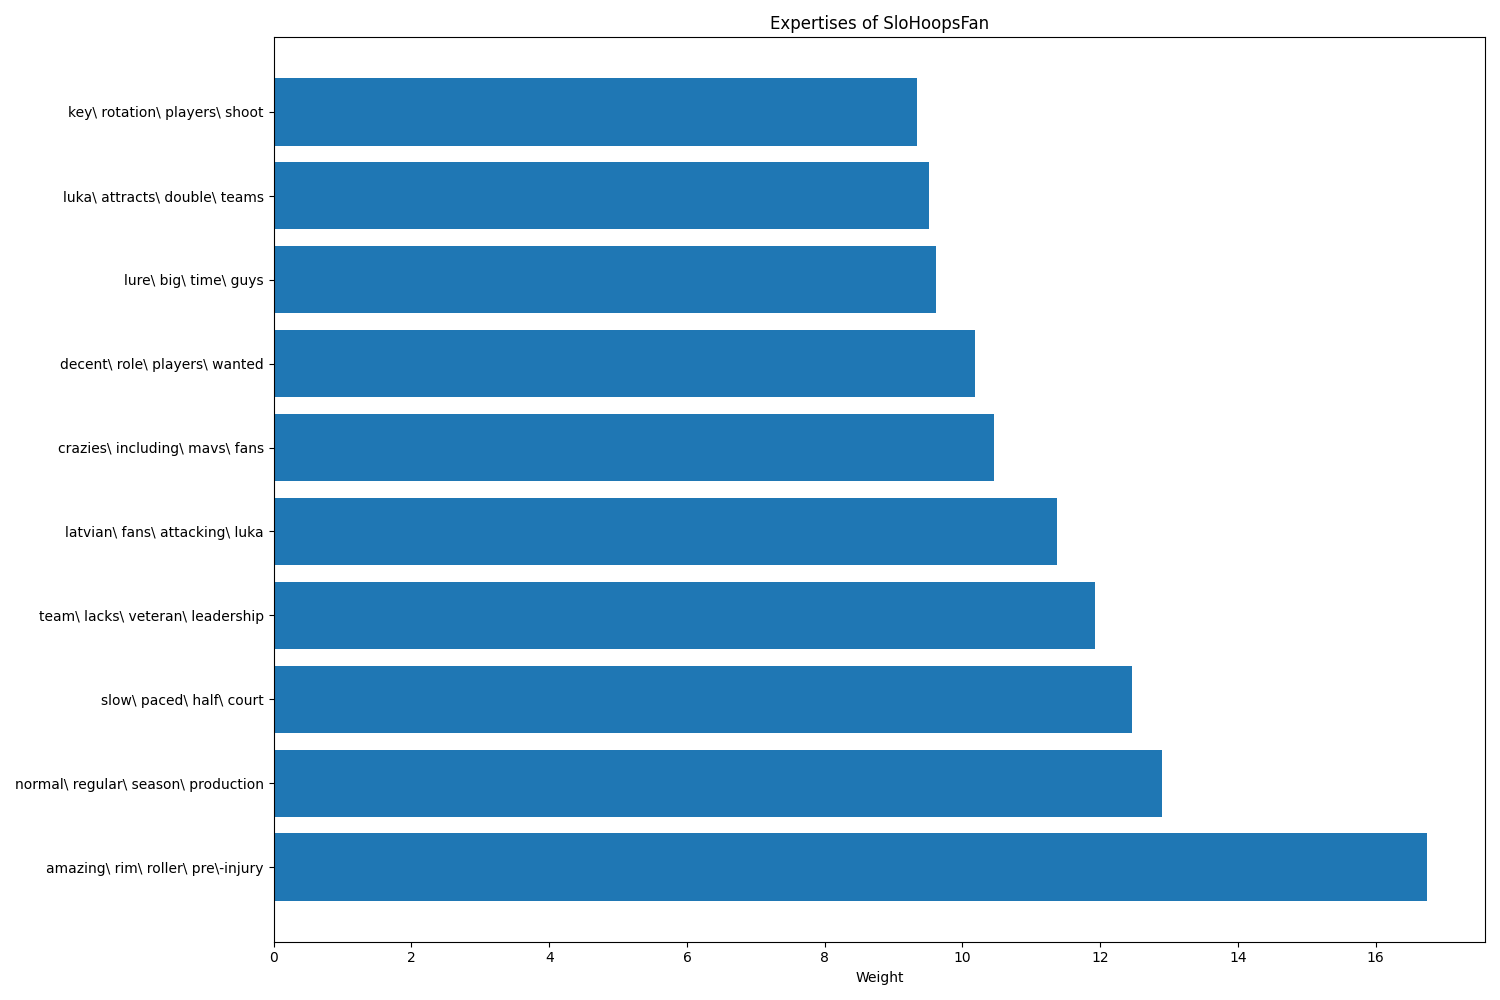 Expertises of SloHoopsFan
key\ rotation\ players\ shoot
luka\ attracts\ double\ teams
lure\ big\ time\ guys
decent\ role\ players\ wanted
crazies\ including\ mavs\ fans
latvian\ fans\ attacking\ luka
team\ lacks\ veteran\ leadership
slow\ paced\ half\ court
normal\ regular\ season\ production
amazing\ rim\ roller\ pre\-injury
0 2 4 6 8 10 12 14 16
Weight